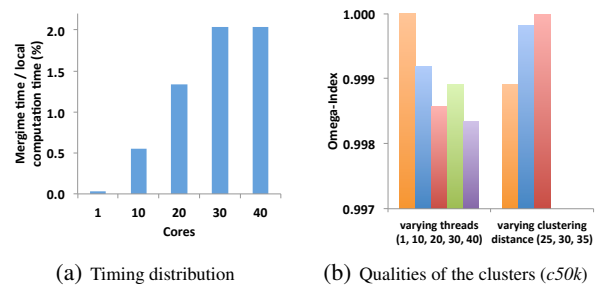 Mergime time / local
computation time (%)
2.0
1.5
1.0
0.5
0.0
1 10 20 30 40
Cores
(a) Timing distribution
Omega-Index
1.000
0.999
0.998
0.997
varying threads
(1, 10, 20, 30, 40)
varying clustering
distance (25, 30, 35)
(b) Qualities of the clusters (c50k)